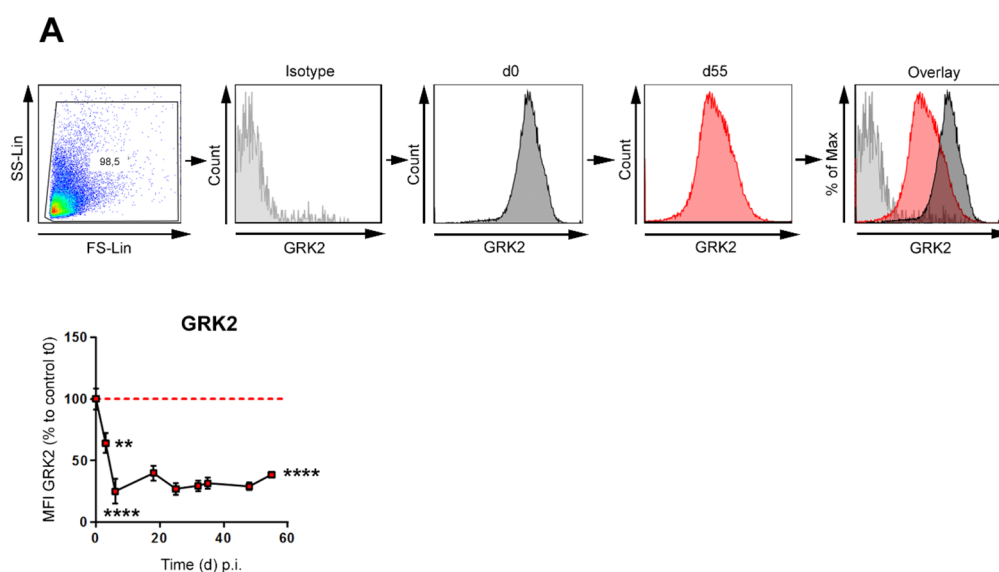 A
Isotype
d0
d55
Overlay
SS-Lin
98,5
FS-Lin
Count
GRK2
Count
GRK2
Count
GRK2
% of Max
GRK2
GRK2
MFI GRK2 (% to control t0)
150
100
50
0
**
****
****
0
20
40
60
Time (d) p.i.